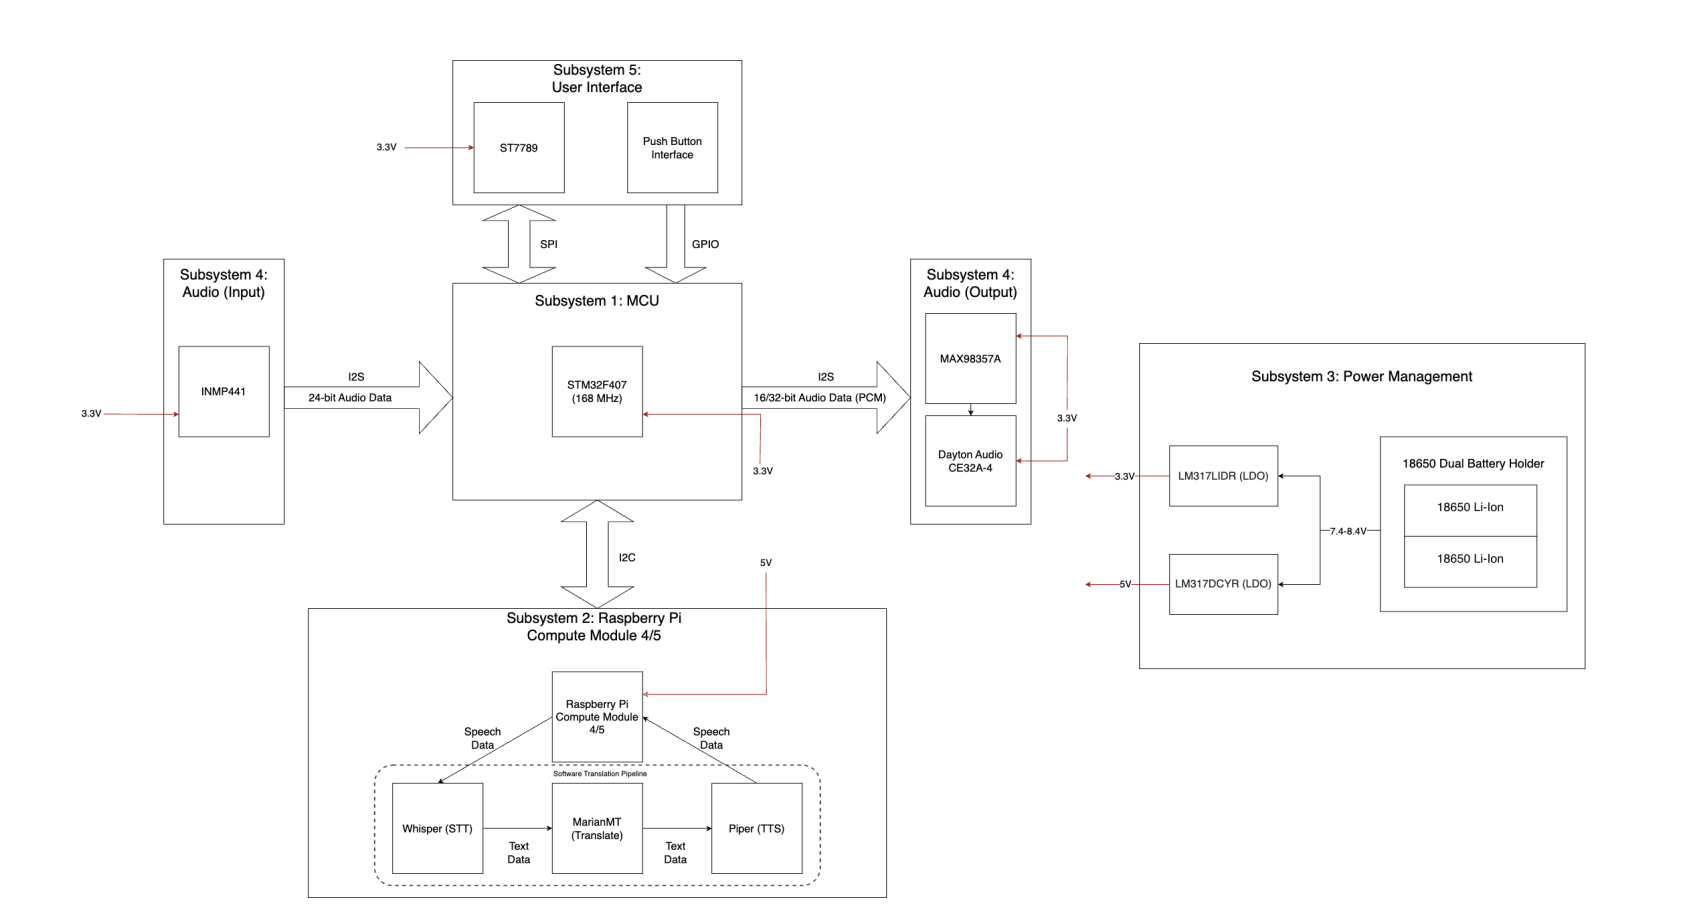 Subsystem 5:
User Interface
3.3V
ST7789
Push Button
Interface
SPI
GPIO
Subsystem 4:
Audio (Input)
INMP441
3.3V
I2S
24-bit Audio Data
Subsystem 1: MCU
STM32F407
(168 MHz)
3.3V
I2S
16/32-bit Audio Data (PCM)
Subsystem 4:
Audio (Output)
MAX98357A
3.3V
Dayton Audio
CE32A-4
Subsystem 3: Power Management
3.3V
LM317LIDR (LDO)
5V
LM317DCYR (LDO)
7.4-8.4V
18650 Dual Battery Holder
18650 Li-Ion
18650 Li-Ion
I2C
5V
Subsystem 2: Raspberry Pi
Compute Module 4/5
Raspberry Pi
Compute Module
4/5
Speech
Data
Speech
Data
Software Translation Pipeline
Whisper (STT)
Text
Data
MarianMT
(Translate)
Text
Data
Piper (TTS)